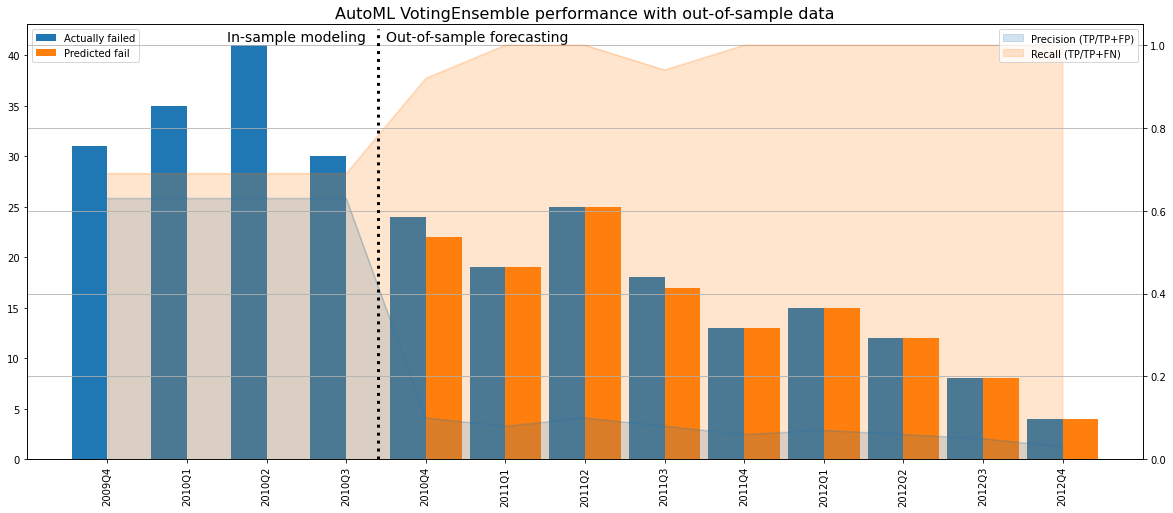 AutoML VotingEnsemble performance with out-of-sample data
Actually failed
Predicted fail
In-sample modeling
Out-of-sample forecasting
Precision (TP/TP+FP)
Recall (TP/TP+FN)
40
35
30
25
20
15
10
5
0
1.0
0.8
0.6
0.4
0.2
0.0
2009Q4
2010Q1
2010Q2
2010Q3
2010Q4
2011Q1
2011Q2
2011Q3
2011Q4
2012Q1
2012Q2
2012Q3
2012Q4